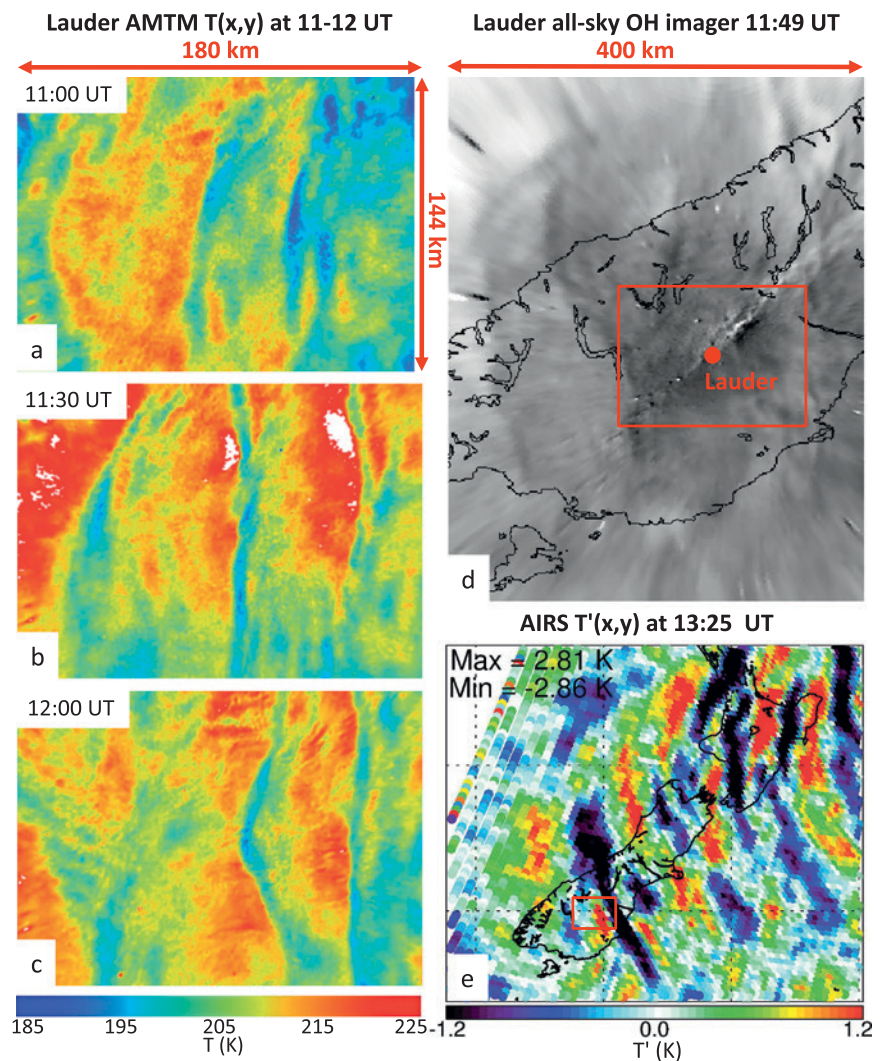 Lauder AMTM T(x,y) at 11-12 UT
180 km
11:00 UT
144 km
a
11:30 UT
b
12:00 UT
c
185 195 205 215 225
T (K)
Lauder all-sky OH imager 11:49 UT
400 km
Lauder
d
AIRS T'(x,y) at 13:25 UT
Max = 2.81 K
Min = -2.86 K
e
-1.2 0.0 1.2
T' (K)